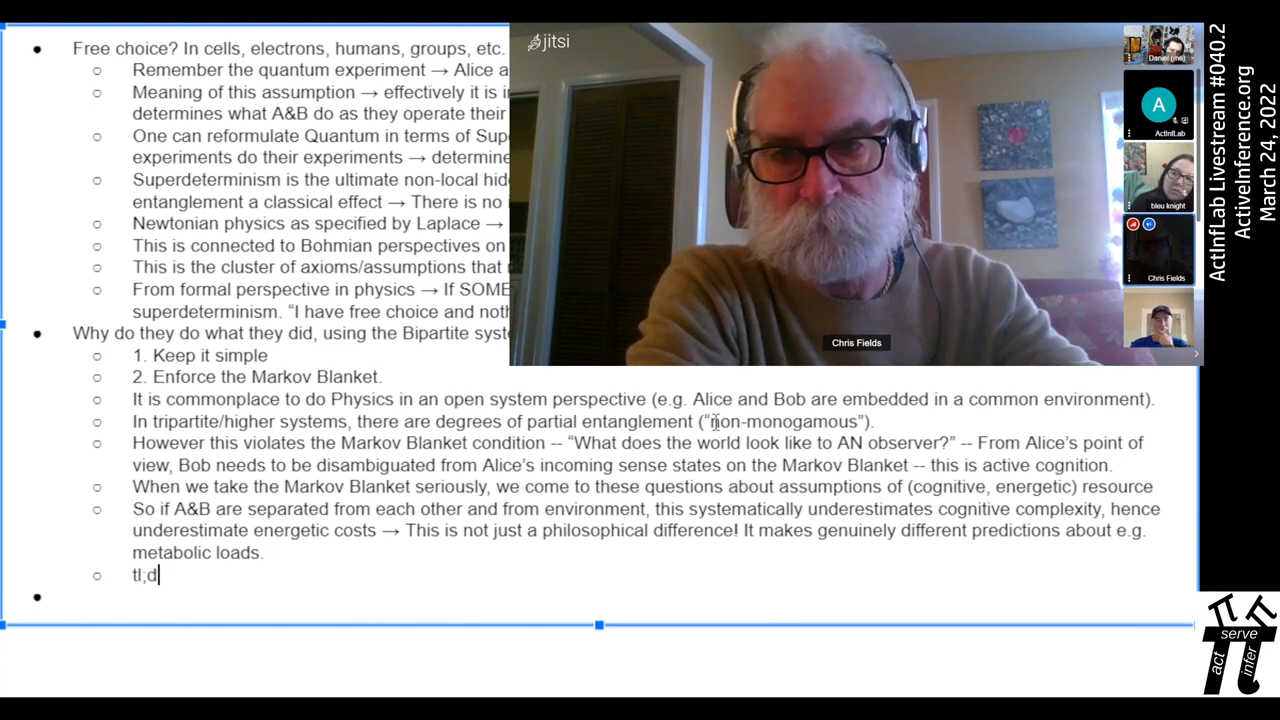 Free choice? In cells, electrons, humans, groups, etc.
Remember the quantum experiment → Alice a
Meaning of this assumption → effectively it is i
determines what A&B do as they operate their
One can reformulate Quantum in terms of Sup
experiments do their experiments → determine
Superdeterminism is the ultimate non-local hid
entanglement a classical effect → There is no
Newtonian physics as specified by Laplace →
This is connected to Bohmian perspectives on
This is the cluster of axioms/assumptions that
From formal perspective in physics → If SOME
superdeterminism. “I have free choice and noth
Why do they do what they did, using the Bipartite syst
1. Keep it simple
2. Enforce the Markov Blanket.
It is commonplace to do Physics in an open system perspective (e.g. Alice and Bob are embedded in a common environment).
In tripartite/higher systems, there are degrees of partial entanglement (“non-monogamous”).
However this violates the Markov Blanket condition -- “What does the world look like to AN observer?” -- From Alice’s point of
view, Bob needs to be disambiguated from Alice’s incoming sense states on the Markov Blanket -- this is active cognition.
When we take the Markov Blanket seriously, we come to these questions about assumptions of (cognitive, energetic) resource
So if A&B are separated from each other and from environment, this systematically underestimates cognitive complexity, hence
underestimate energetic costs → This is not just a philosophical difference! It makes genuinely different predictions about e.g.
metabolic loads.
tl;d
jitsi
Chris Fields
Daniel (me)
A
ActInfLab
bleu knight
Chris Fields
ActInfLab Livestream #040.2
ActiveInference.org
March 24, 2022
serve
act
infer